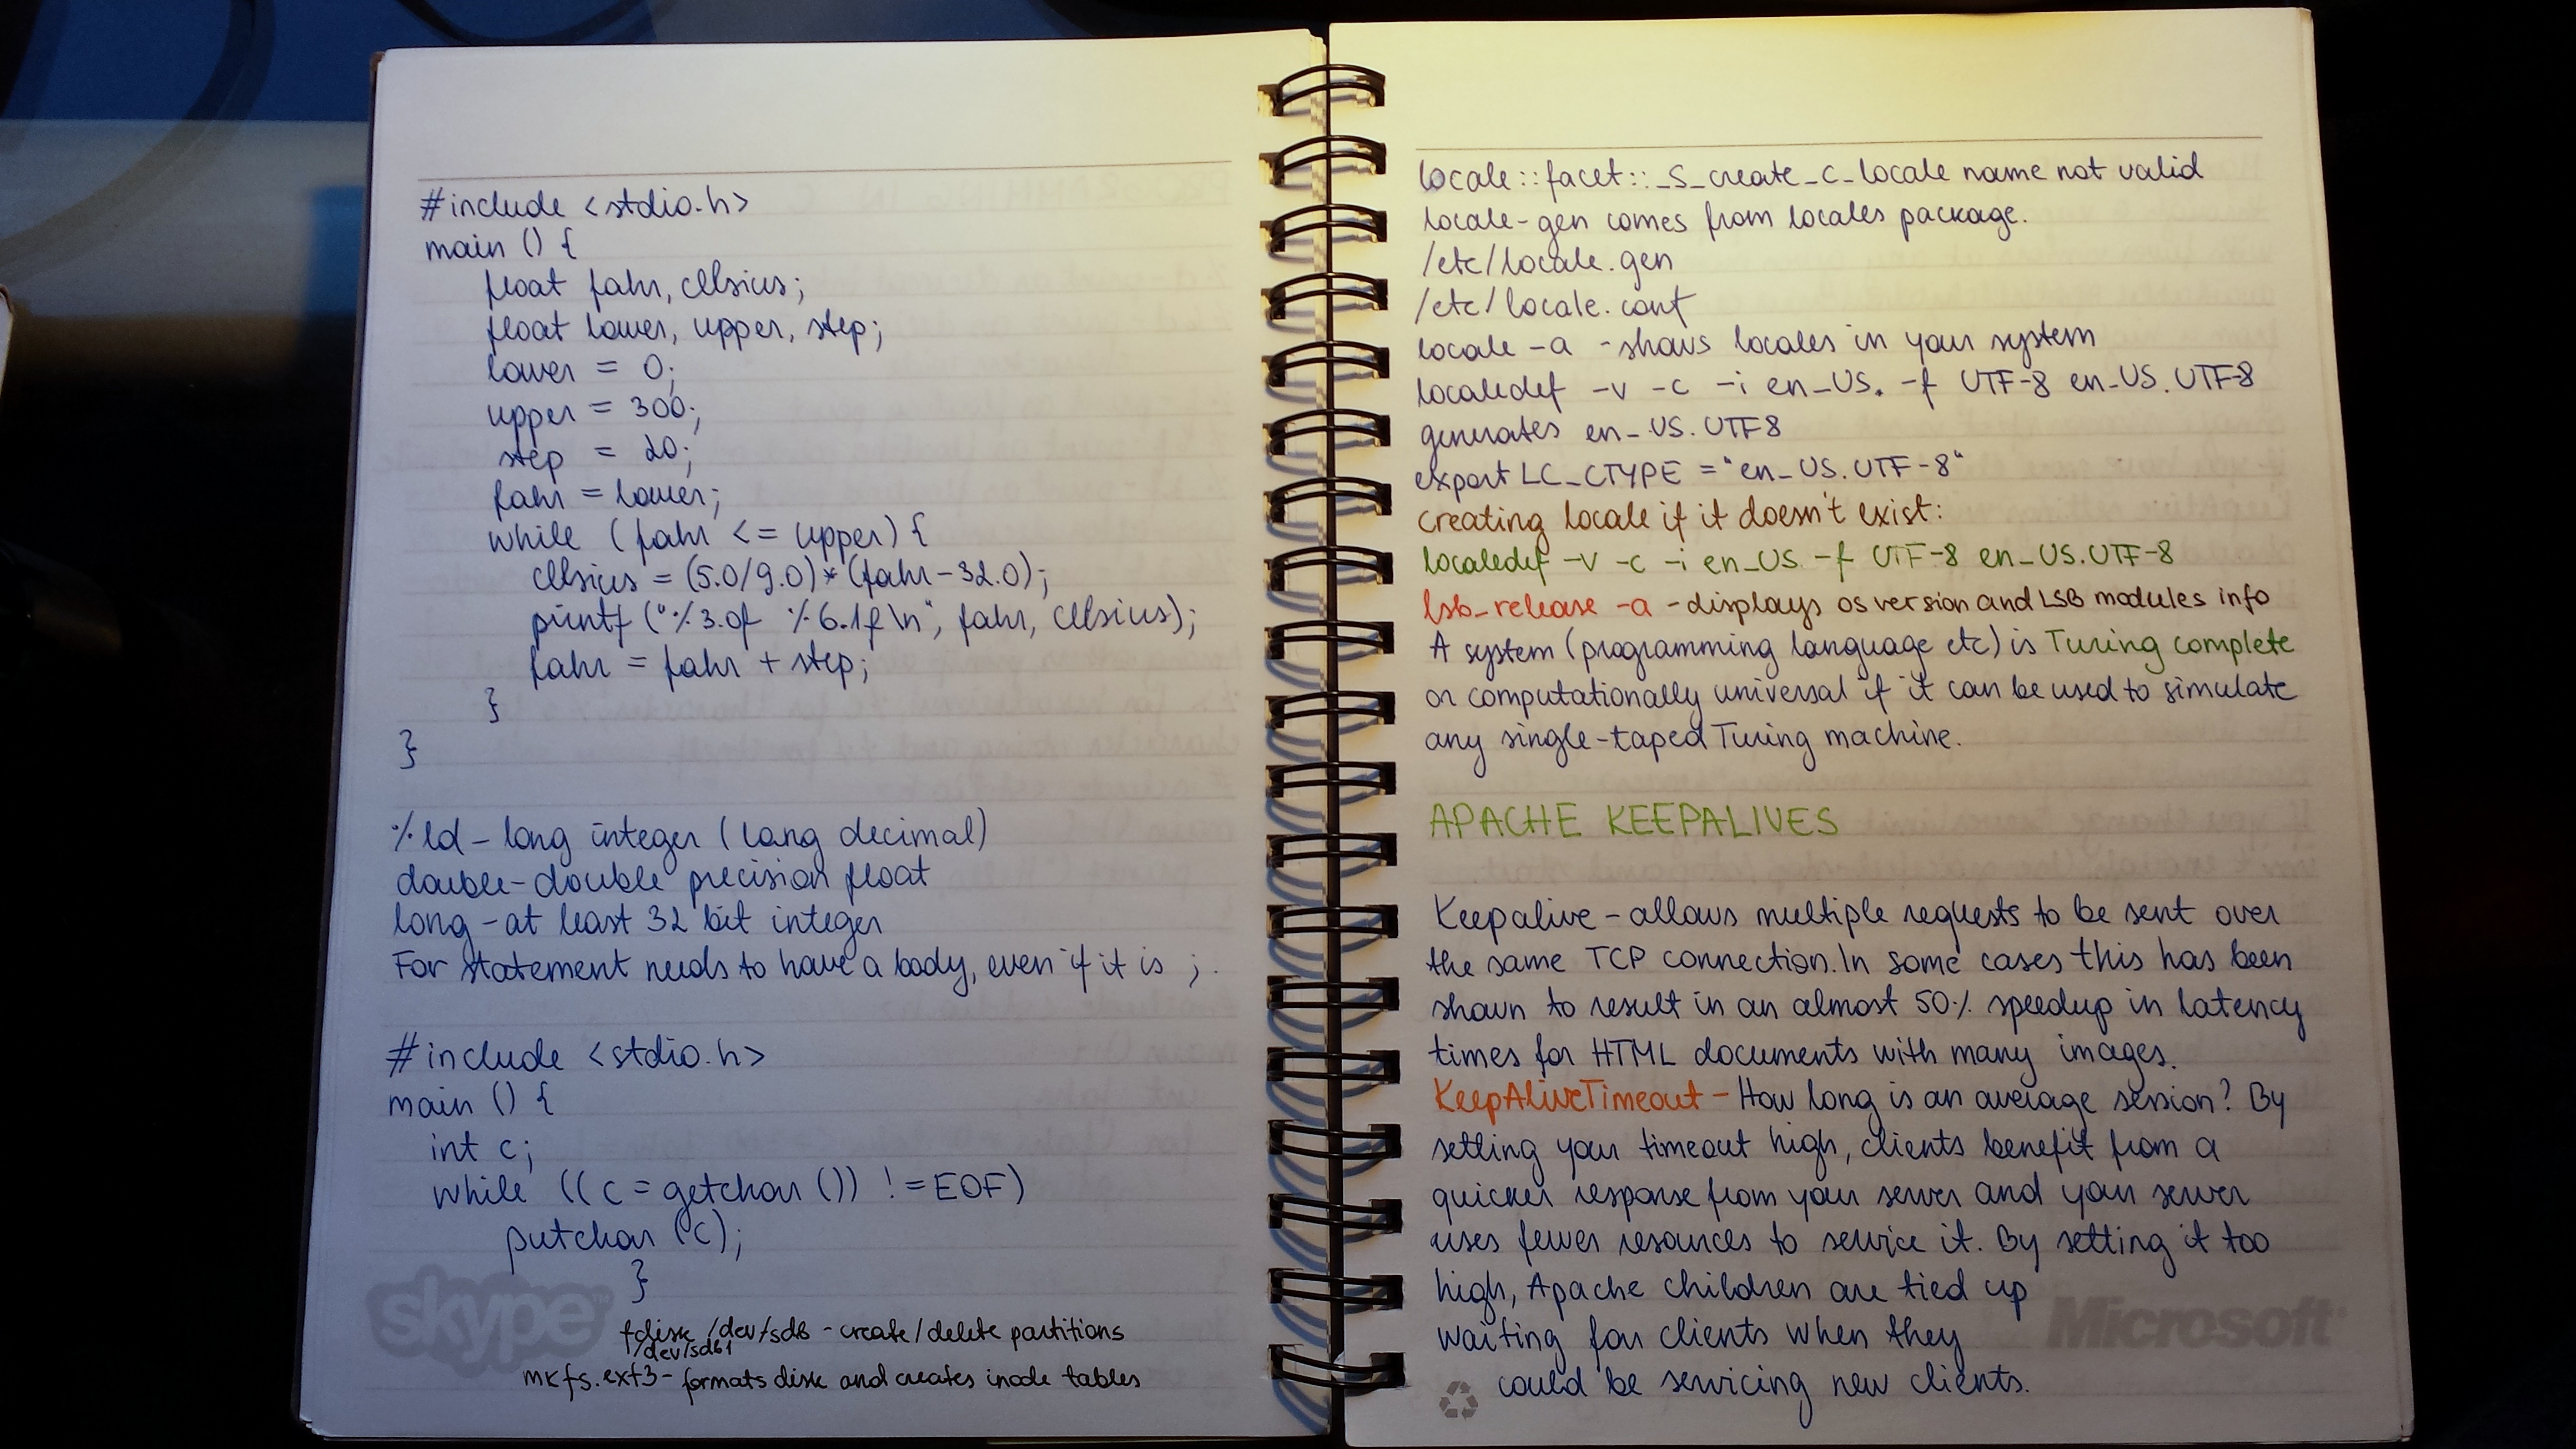 #include <stdio.h>
main () {
float fahr, celsius;
float lower, upper, step;
lower = 0;
upper = 300;
step = 20;
fahr = lower;
while (fahr <= upper) {
celsius = (5.0/9.0)*(fahr-32.0);
printf ("%3.0f %6.1f\n", fahr, celsius);
fahr = fahr + step;
}
}
%ld - long integer (long decimal)
double - double precision float
long - at least 32 bit integer
For statement needs to have a body, even if it is ; .
#include <stdio.h>
main () {
int c;
while ((c = getchar ()) != EOF)
putchar (c);
}
skype
fdisk /dev/sdb - create/delete partitions
/dev/sdb1
mkfs.ext3 - formats disk and creates inode tables
locale::facet::_S_create_c_locale name not valid
locale-gen comes from locales package.
/etc/locale.gen
/etc/locale.conf
locale -a - shows locales in your system
localedef -v -c -i en_US. -f UTF-8 en_US.UTF-8
generates en_US.UTF8
export LC_CTYPE = "en_US.UTF-8"
creating locale if it doesn't exist:
localedef -v -c -i en_US -f UTF-8 en_US.UTF-8
lsb_release -a - displays os version and LSB modules info
A system (programming language etc) is Turing complete
or computationally universal if it can be used to simulate
any single-taped Turing machine.
APACHE KEEPALIVES
Keepalive - allows multiple requests to be sent over
the same TCP connection. In some cases this has been
shown to result in an almost 50% speedup in latency
times for HTML documents with many images.
KeepAliveTimeout - How long is an average session? By
setting your timeout high, clients benefit from a
quicker response from your server and your server
uses fewer resources to service it. By setting it too
high, Apache children are tied up
waiting for clients when they
could be servicing new clients.
Microsoft